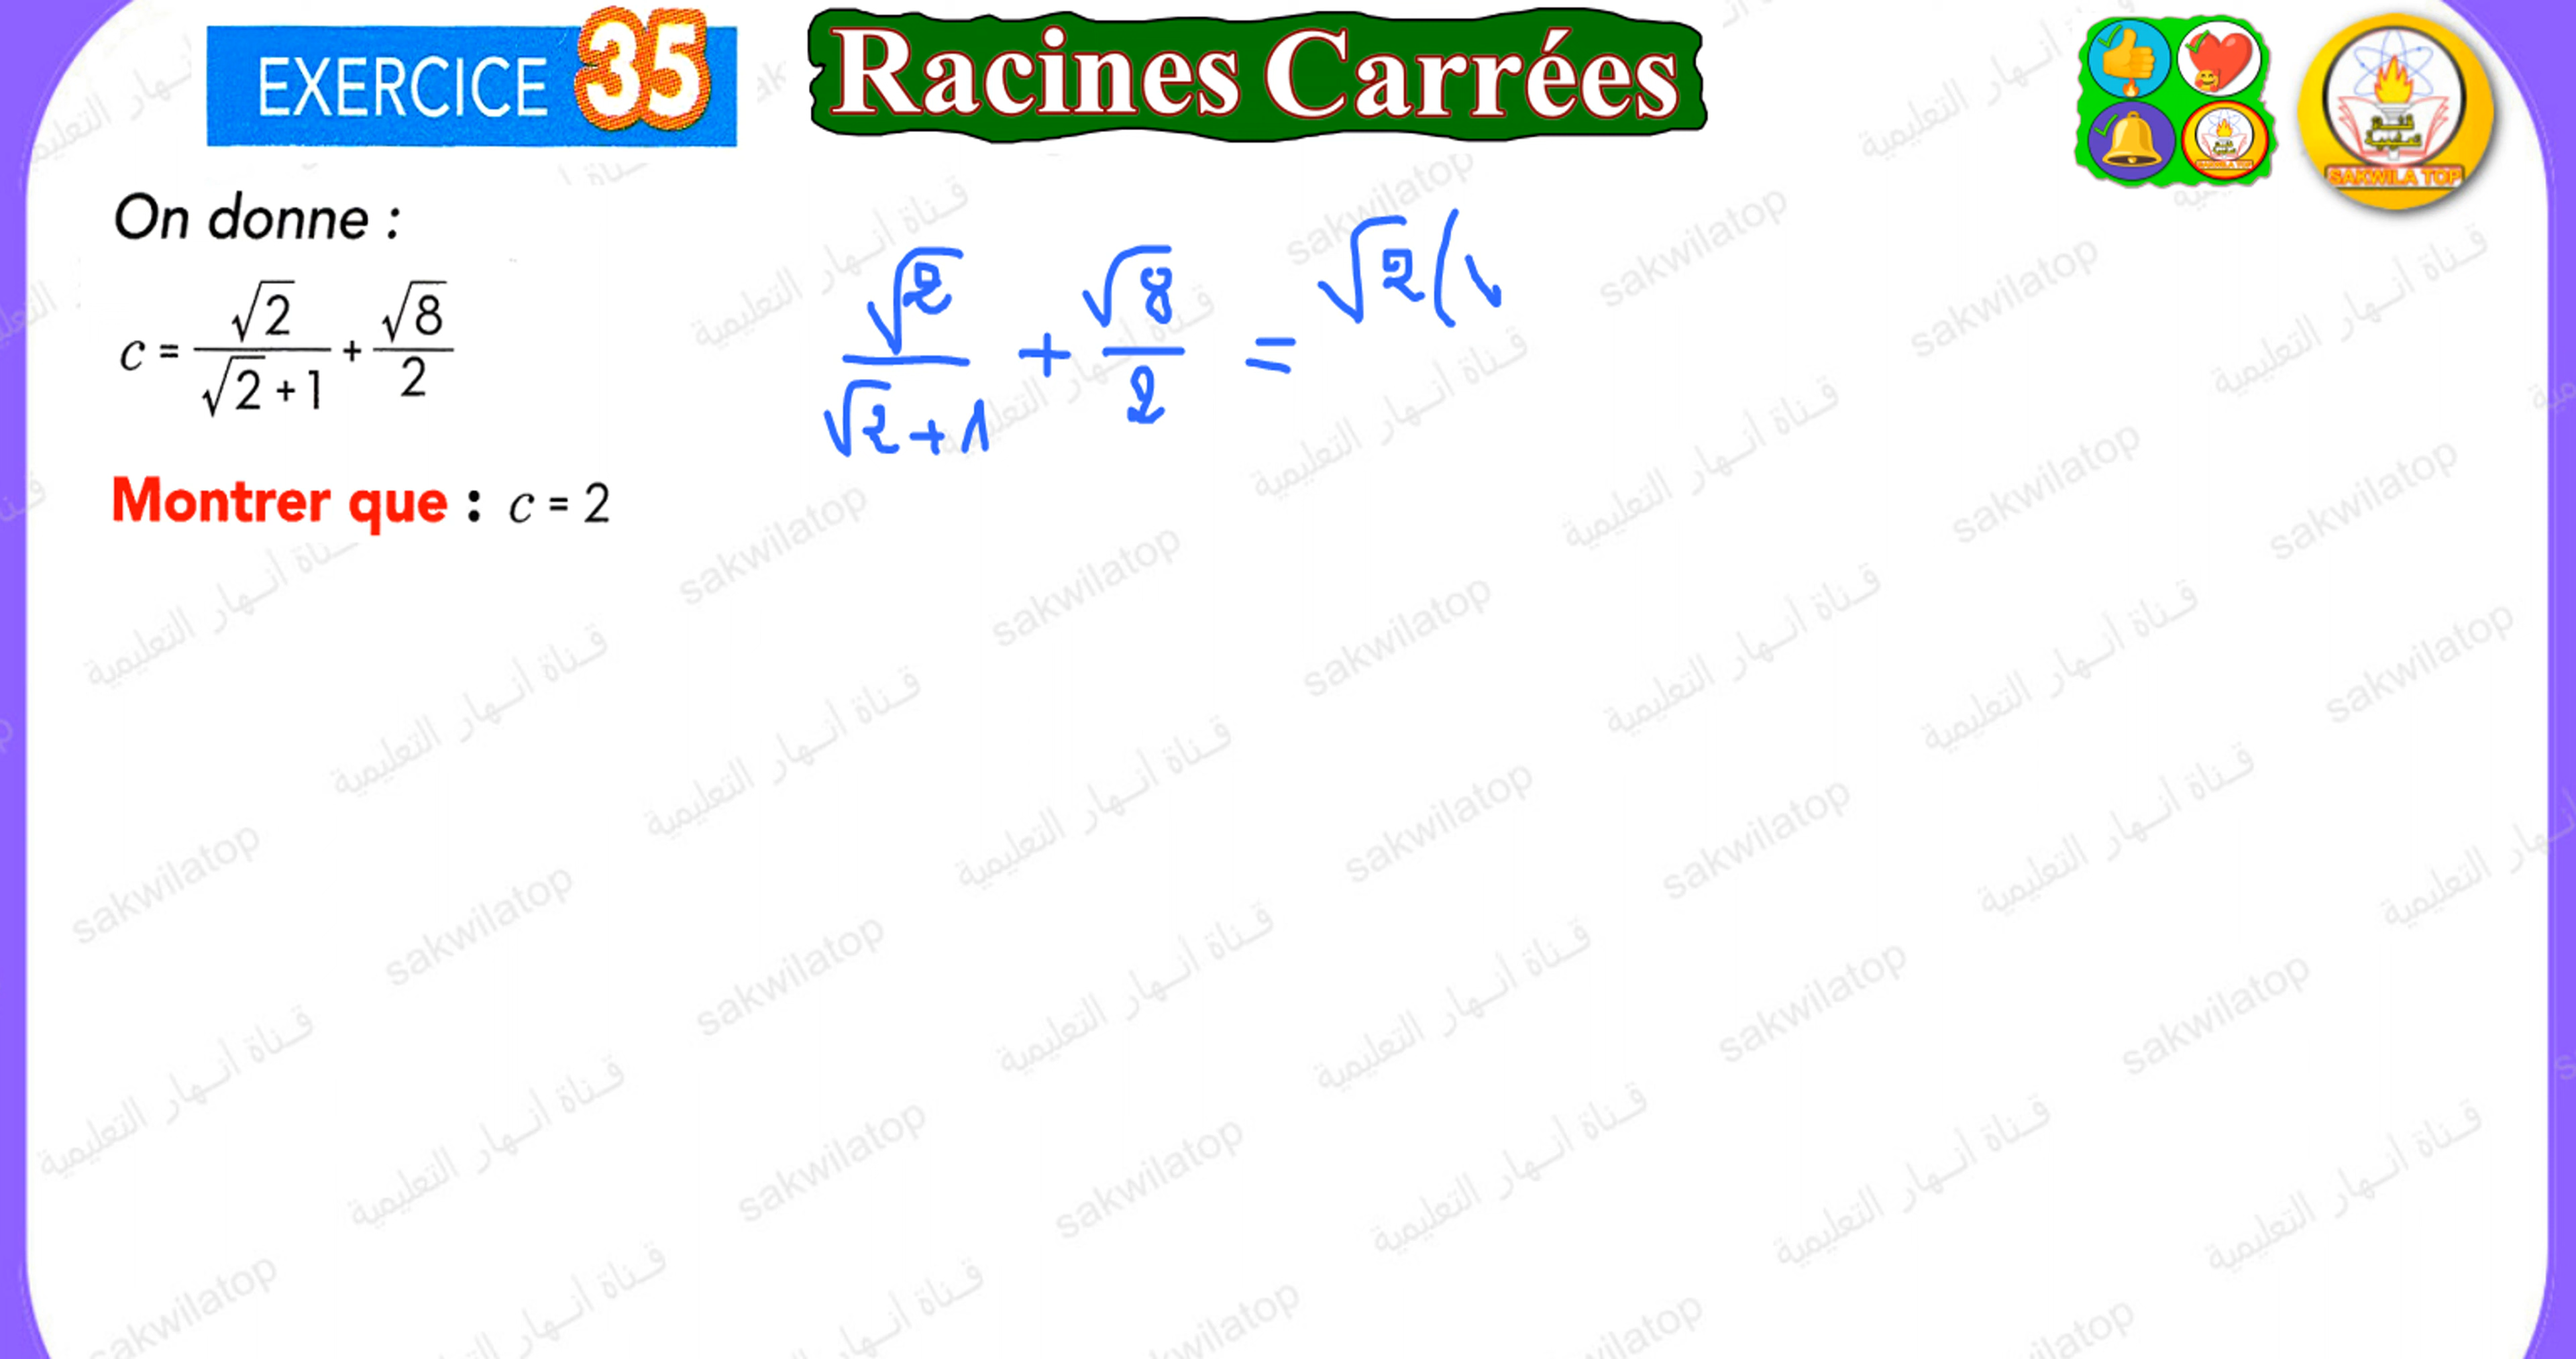 EXERCICE 35
Racines Carrées
SAKWILA TOP
On donne :
c = √2/(√2+1) + √8/2
Montrer que : c = 2
√2/(√2+1) + √8/2 = √2(√
sakwilatop
قناة أنهار التعليمية